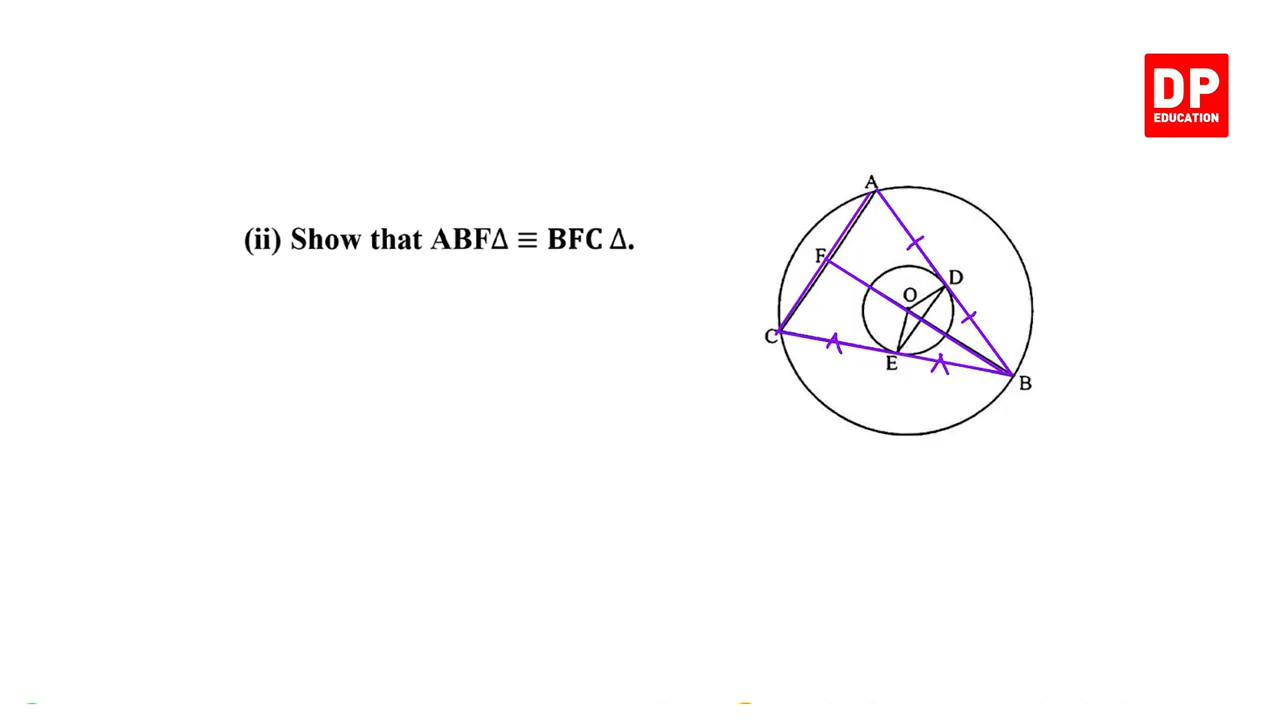 DP
EDUCATION
(ii) Show that ABFΔ ≡ BFC Δ.
A
F
D
O
C
E
B